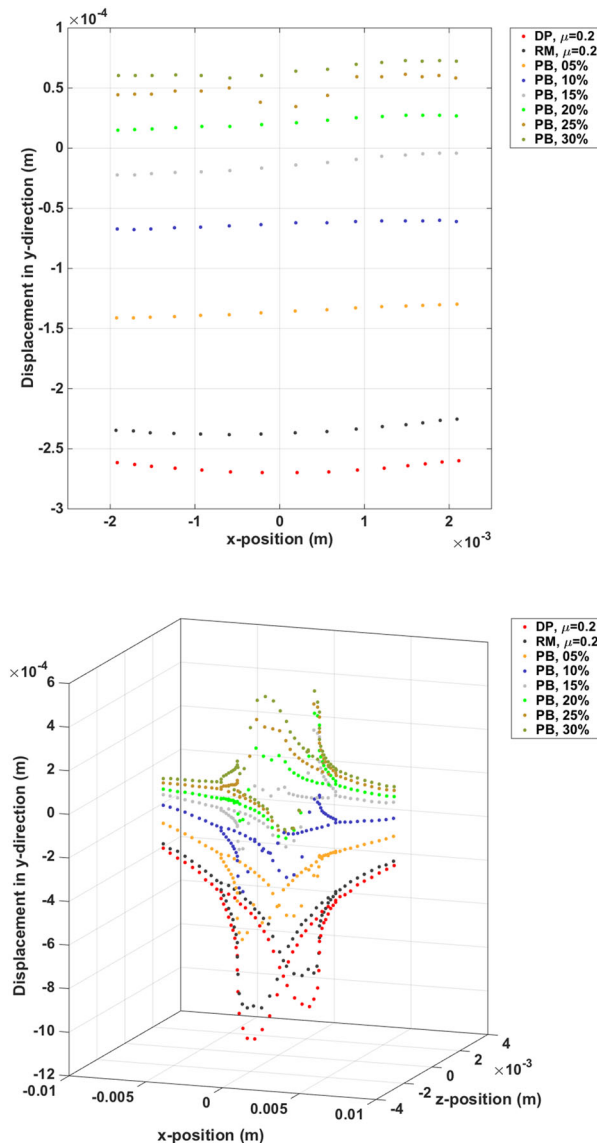 ×10⁻⁴
1
0.5
0
-0.5
-1
-1.5
-2
-2.5
-3
Displacement in y-direction (m)
-2 -1 0 1 2
x-position (m)
×10⁻³
DP, μ=0.2
RM, μ=0.2
PB, 05%
PB, 10%
PB, 15%
PB, 20%
PB, 25%
PB, 30%
×10⁻⁴
6
4
2
0
-2
-4
-6
-8
-10
-12
Displacement in y-direction (m)
-0.01 -0.005 0 0.005 0.01
x-position (m)
-4 -2 0 2 4
×10⁻³
z-position (m)
DP, μ=0.2
RM, μ=0.2
PB, 05%
PB, 10%
PB, 15%
PB, 20%
PB, 25%
PB, 30%